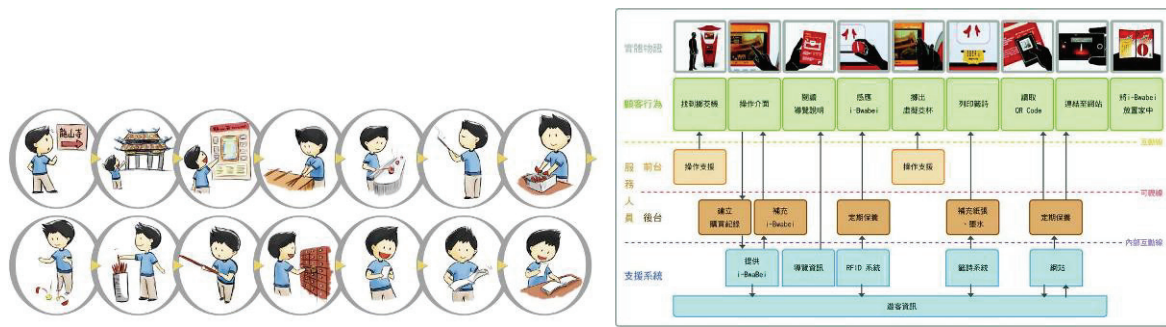 龍山寺
實體物證
顧客行為
找到擲筊機
操作介面
閱讀
導覽說明
感應
i-Bwabei
擲出
虛擬筊杯
列印籤詩
讀取
QR Code
連結至網站
將i-Bwabei
放置家中
互動線
服務人員
前台
操作支援
操作支援
可視線
後台
建立
購買記錄
補充
i-Bwabei
定期保養
補充紙張
、墨水
定期保養
內部互動線
支援系統
提供
i-BwaBei
導覽資訊
RFID 系統
籤詩系統
網站
遊客資訊